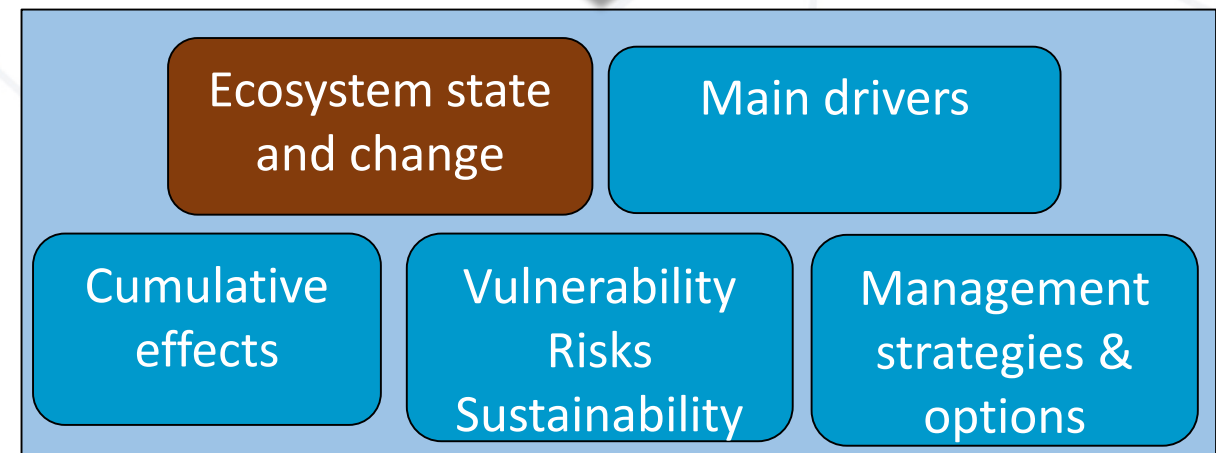 Ecosystem state
and change
Main drivers
Cumulative
effects
Vulnerability
Risks
Sustainability
Management
strategies &
options